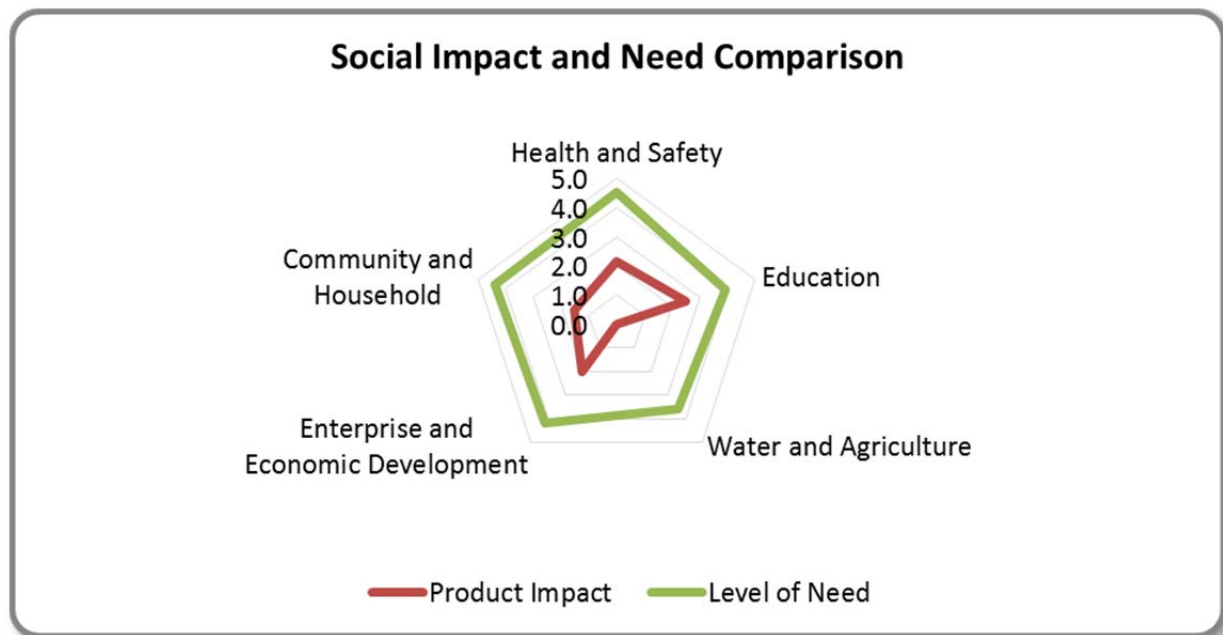 Social Impact and Need Comparison
Health and Safety
5.0
4.0
3.0
2.0
1.0
0.0
Community and
Household
Education
Enterprise and
Economic Development
Water and Agriculture
Product Impact
Level of Need